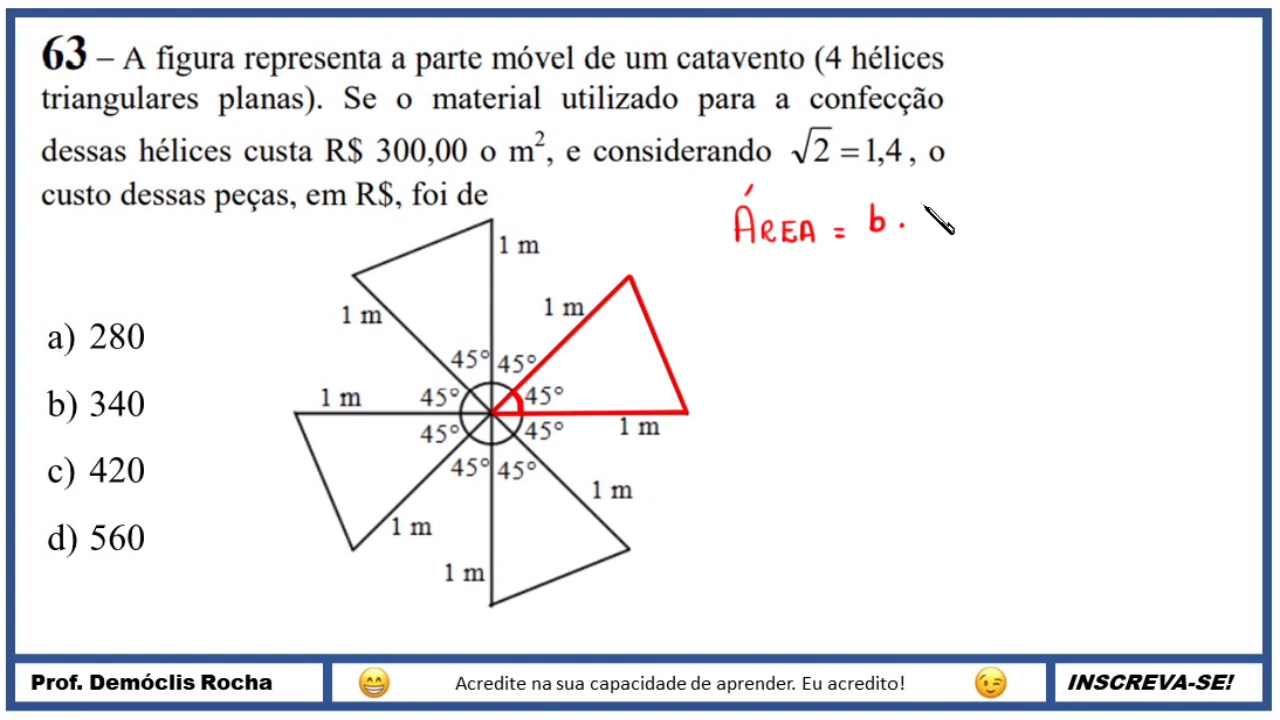 63 – A figura representa a parte móvel de um catavento (4 hélices
triangulares planas). Se o material utilizado para a confecção
dessas hélices custa R$ 300,00 o m², e considerando √2 = 1,4, o
custo dessas peças, em R$, foi de
ÁREA = b .
1 m
1 m
1 m
a) 280
45° 45°
1 m
45° 45°
b) 340
45° 45°
1 m
45° 45°
c) 420
1 m
1 m
d) 560
1 m
Prof. Demóclis Rocha
Acredite na sua capacidade de aprender. Eu acredito!
INSCREVA-SE!